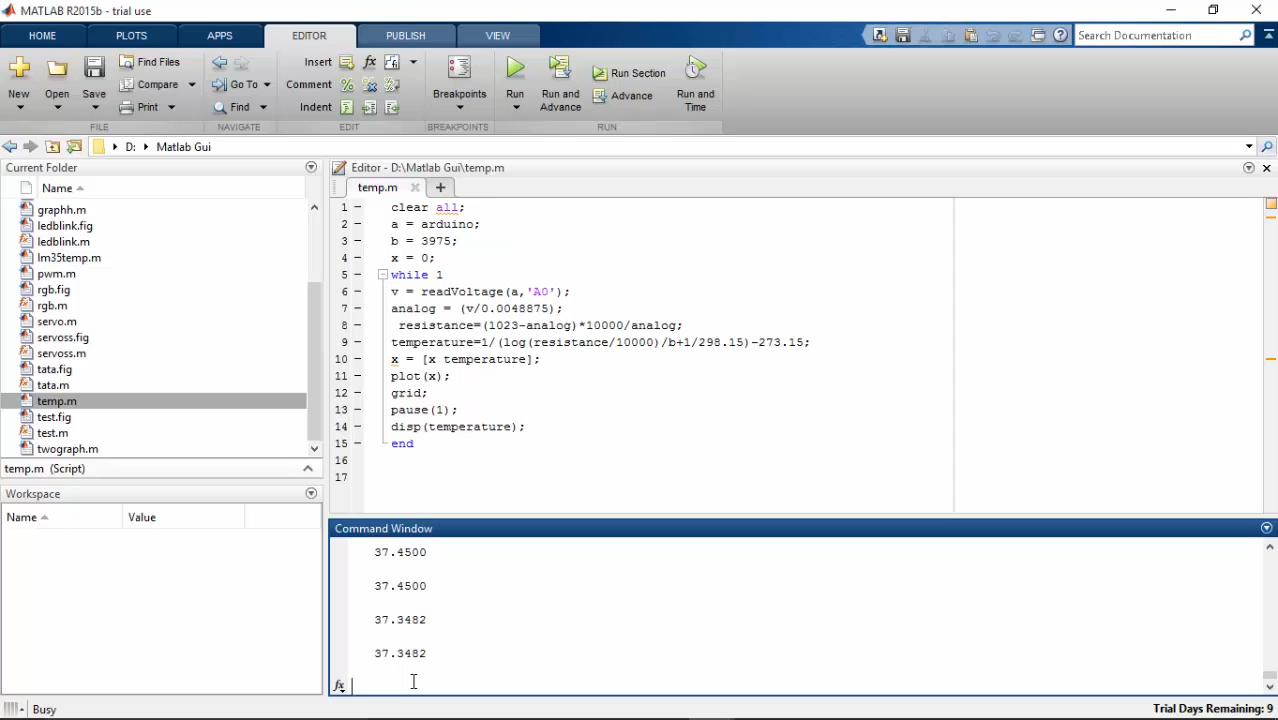 MATLAB R2015b - trial use
HOME PLOTS APPS EDITOR PUBLISH VIEW
Search Documentation
New Open Save
Find Files
Compare
Print
Go To
Find
Insert fx
Comment
Indent
Breakpoints
Run
Run and Advance
Run Section
Advance
Run and Time
FILE NAVIGATE EDIT BREAKPOINTS RUN
D: Matlab Gui
Current Folder
Name
graphh.m
ledblink.fig
ledblink.m
lm35temp.m
pwm.m
rgb.fig
rgb.m
servo.m
servoss.fig
servoss.m
tata.fig
tata.m
temp.m
test.fig
test.m
twograph.m
temp.m (Script)
Workspace
Name Value
Editor - D:\Matlab Gui\temp.m
temp.m
1 - clear all;
2 - a = arduino;
3 - b = 3975;
4 - x = 0;
5 - while 1
6 - v = readVoltage(a,'A0');
7 - analog = (v/0.0048875);
8 - resistance=(1023-analog)*10000/analog;
9 - temperature=1/(log(resistance/10000)/b+1/298.15)-273.15;
10 - x = [x temperature];
11 - plot(x);
12 - grid;
13 - pause(1);
14 - disp(temperature);
15 - end
16
17
Command Window
37.4500
37.4500
37.3482
37.3482
fx
Busy
Trial Days Remaining: 9